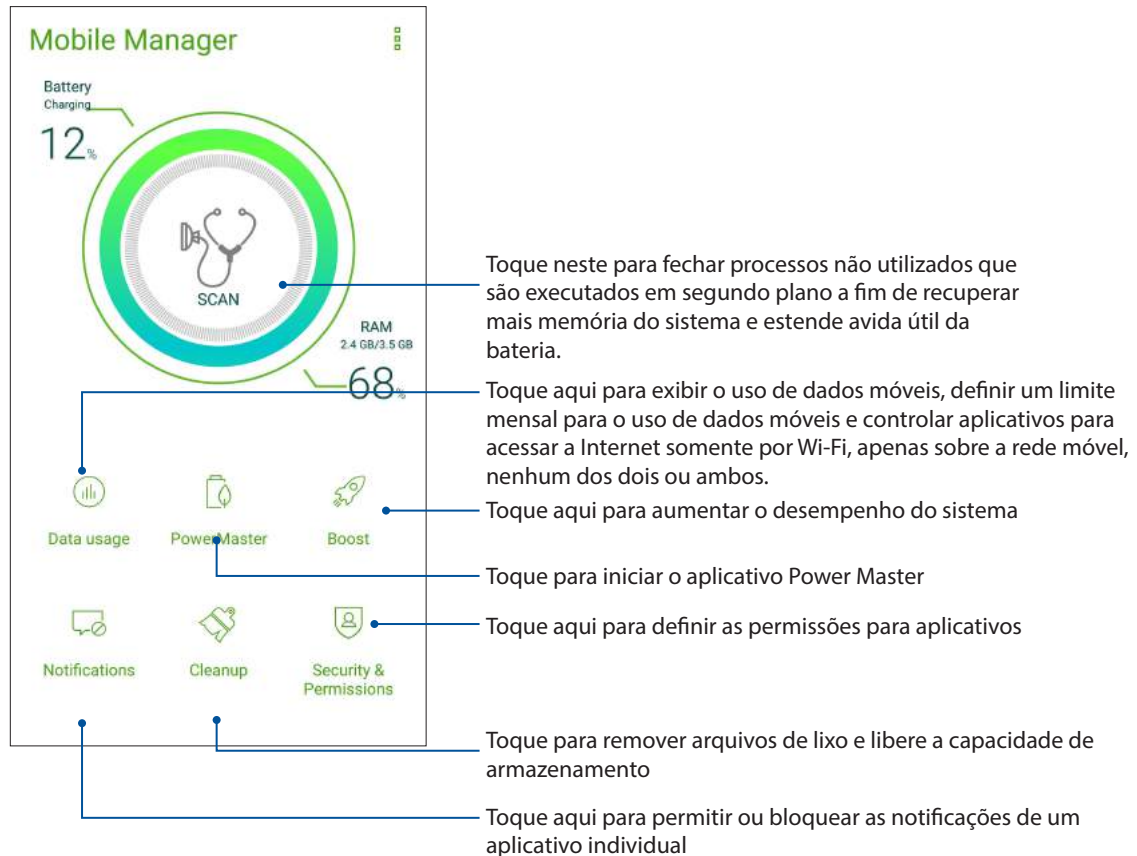 Mobile Manager
Battery
Charging
12%
SCAN
RAM
2.4 GB/3.5 GB
68%
Data usage
PowerMaster
Boost
Notifications
Cleanup
Security &
Permissions
Toque neste para fechar processos não utilizados que
são executados em segundo plano a fim de recuperar
mais memória do sistema e estende avida útil da
bateria.
Toque aqui para exibir o uso de dados móveis, definir um limite
mensal para o uso de dados móveis e controlar aplicativos para
acessar a Internet somente por Wi-Fi, apenas sobre a rede móvel,
nenhum dos dois ou ambos.
Toque aqui para aumentar o desempenho do sistema
Toque para iniciar o aplicativo Power Master
Toque aqui para definir as permissões para aplicativos
Toque para remover arquivos de lixo e libere a capacidade de
armazenamento
Toque aqui para permitir ou bloquear as notificações de um
aplicativo individual